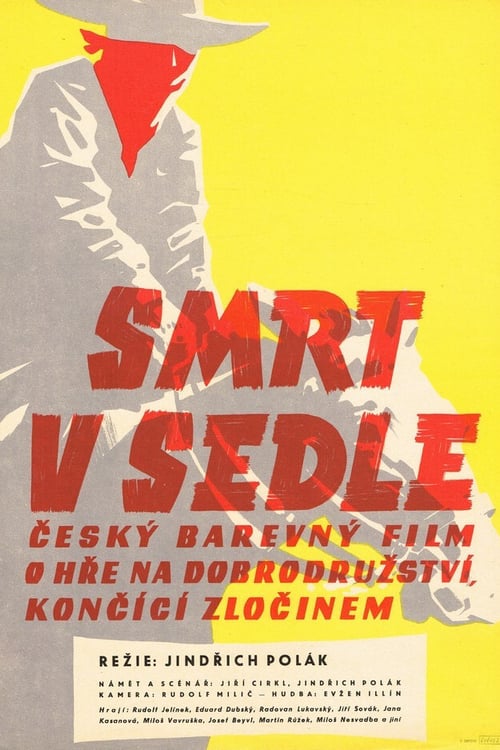 SMRT
V SEDLE
ČESKÝ BAREVNÝ FILM
O HŘE NA DOBRODRUŽSTVÍ,
KONČÍCÍ ZLOČINEM
REŽIE: JINDŘICH POLÁK
NÁMĚT A SCÉNÁŘ: JIŘÍ CIRKL, JINDŘICH POLÁK
KAMERA: RUDOLF MILIČ – HUDBA: EVŽEN ILLÍN
Hrají: Rudolf Jelínek, Eduard Dubský, Radovan Lukavský, Jiří Sovák, Jana
Kasanová, Miloš Vavruška, Josef Beyvl, Martin Růžek, Miloš Nesvadba a jiní